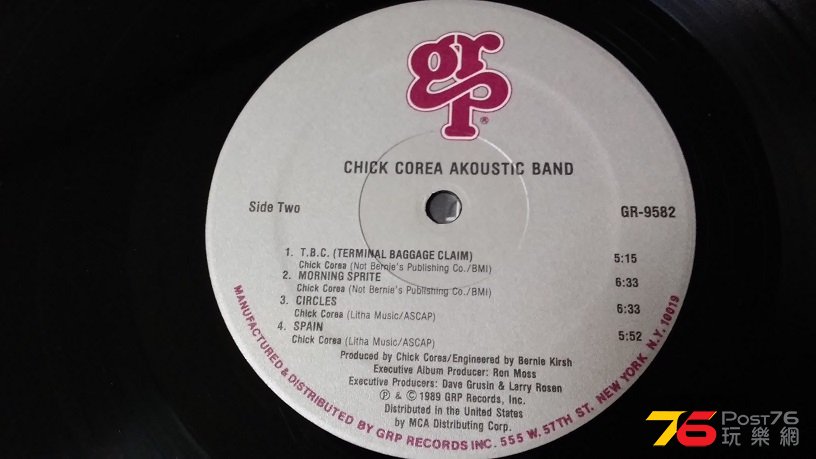 grp®
CHICK COREA AKOUSTIC BAND
Side Two
GR-9582
1. T.B.C. (TERMINAL BAGGAGE CLAIM) 5:15
Chick Corea (Not Bernie's Publishing Co./BMI)
2. MORNING SPRITE 6:33
Chick Corea (Not Bernie's Publishing Co./BMI)
3. CIRCLES 6:33
Chick Corea (Litha Music/ASCAP)
4. SPAIN 5:52
Chick Corea (Litha Music/ASCAP)
Produced by Chick Corea/Engineered by Bernie Kirsh
Executive Album Producer: Ron Moss
Executive Producers: Dave Grusin & Larry Rosen
℗ & © 1989 GRP Records, Inc.
Distributed in the United States
by MCA Distributing Corp.
MANUFACTURED & DISTRIBUTED BY GRP RECORDS INC. 555 W. 57TH ST. NEW YORK N.Y. 10019
76 POST76
玩樂網